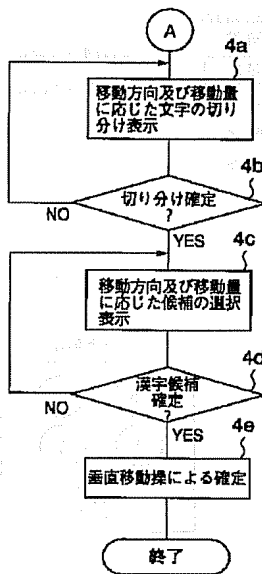 A
4a
移動方向及び移動量
に応じた文字の切り
分け表示
4b
切り分け確定
?
NO
YES
4c
移動方向及び移動量
に応じた候補の選択
表示
4d
漢字候補
確定
?
NO
YES
4e
垂直移動操による確定
終了